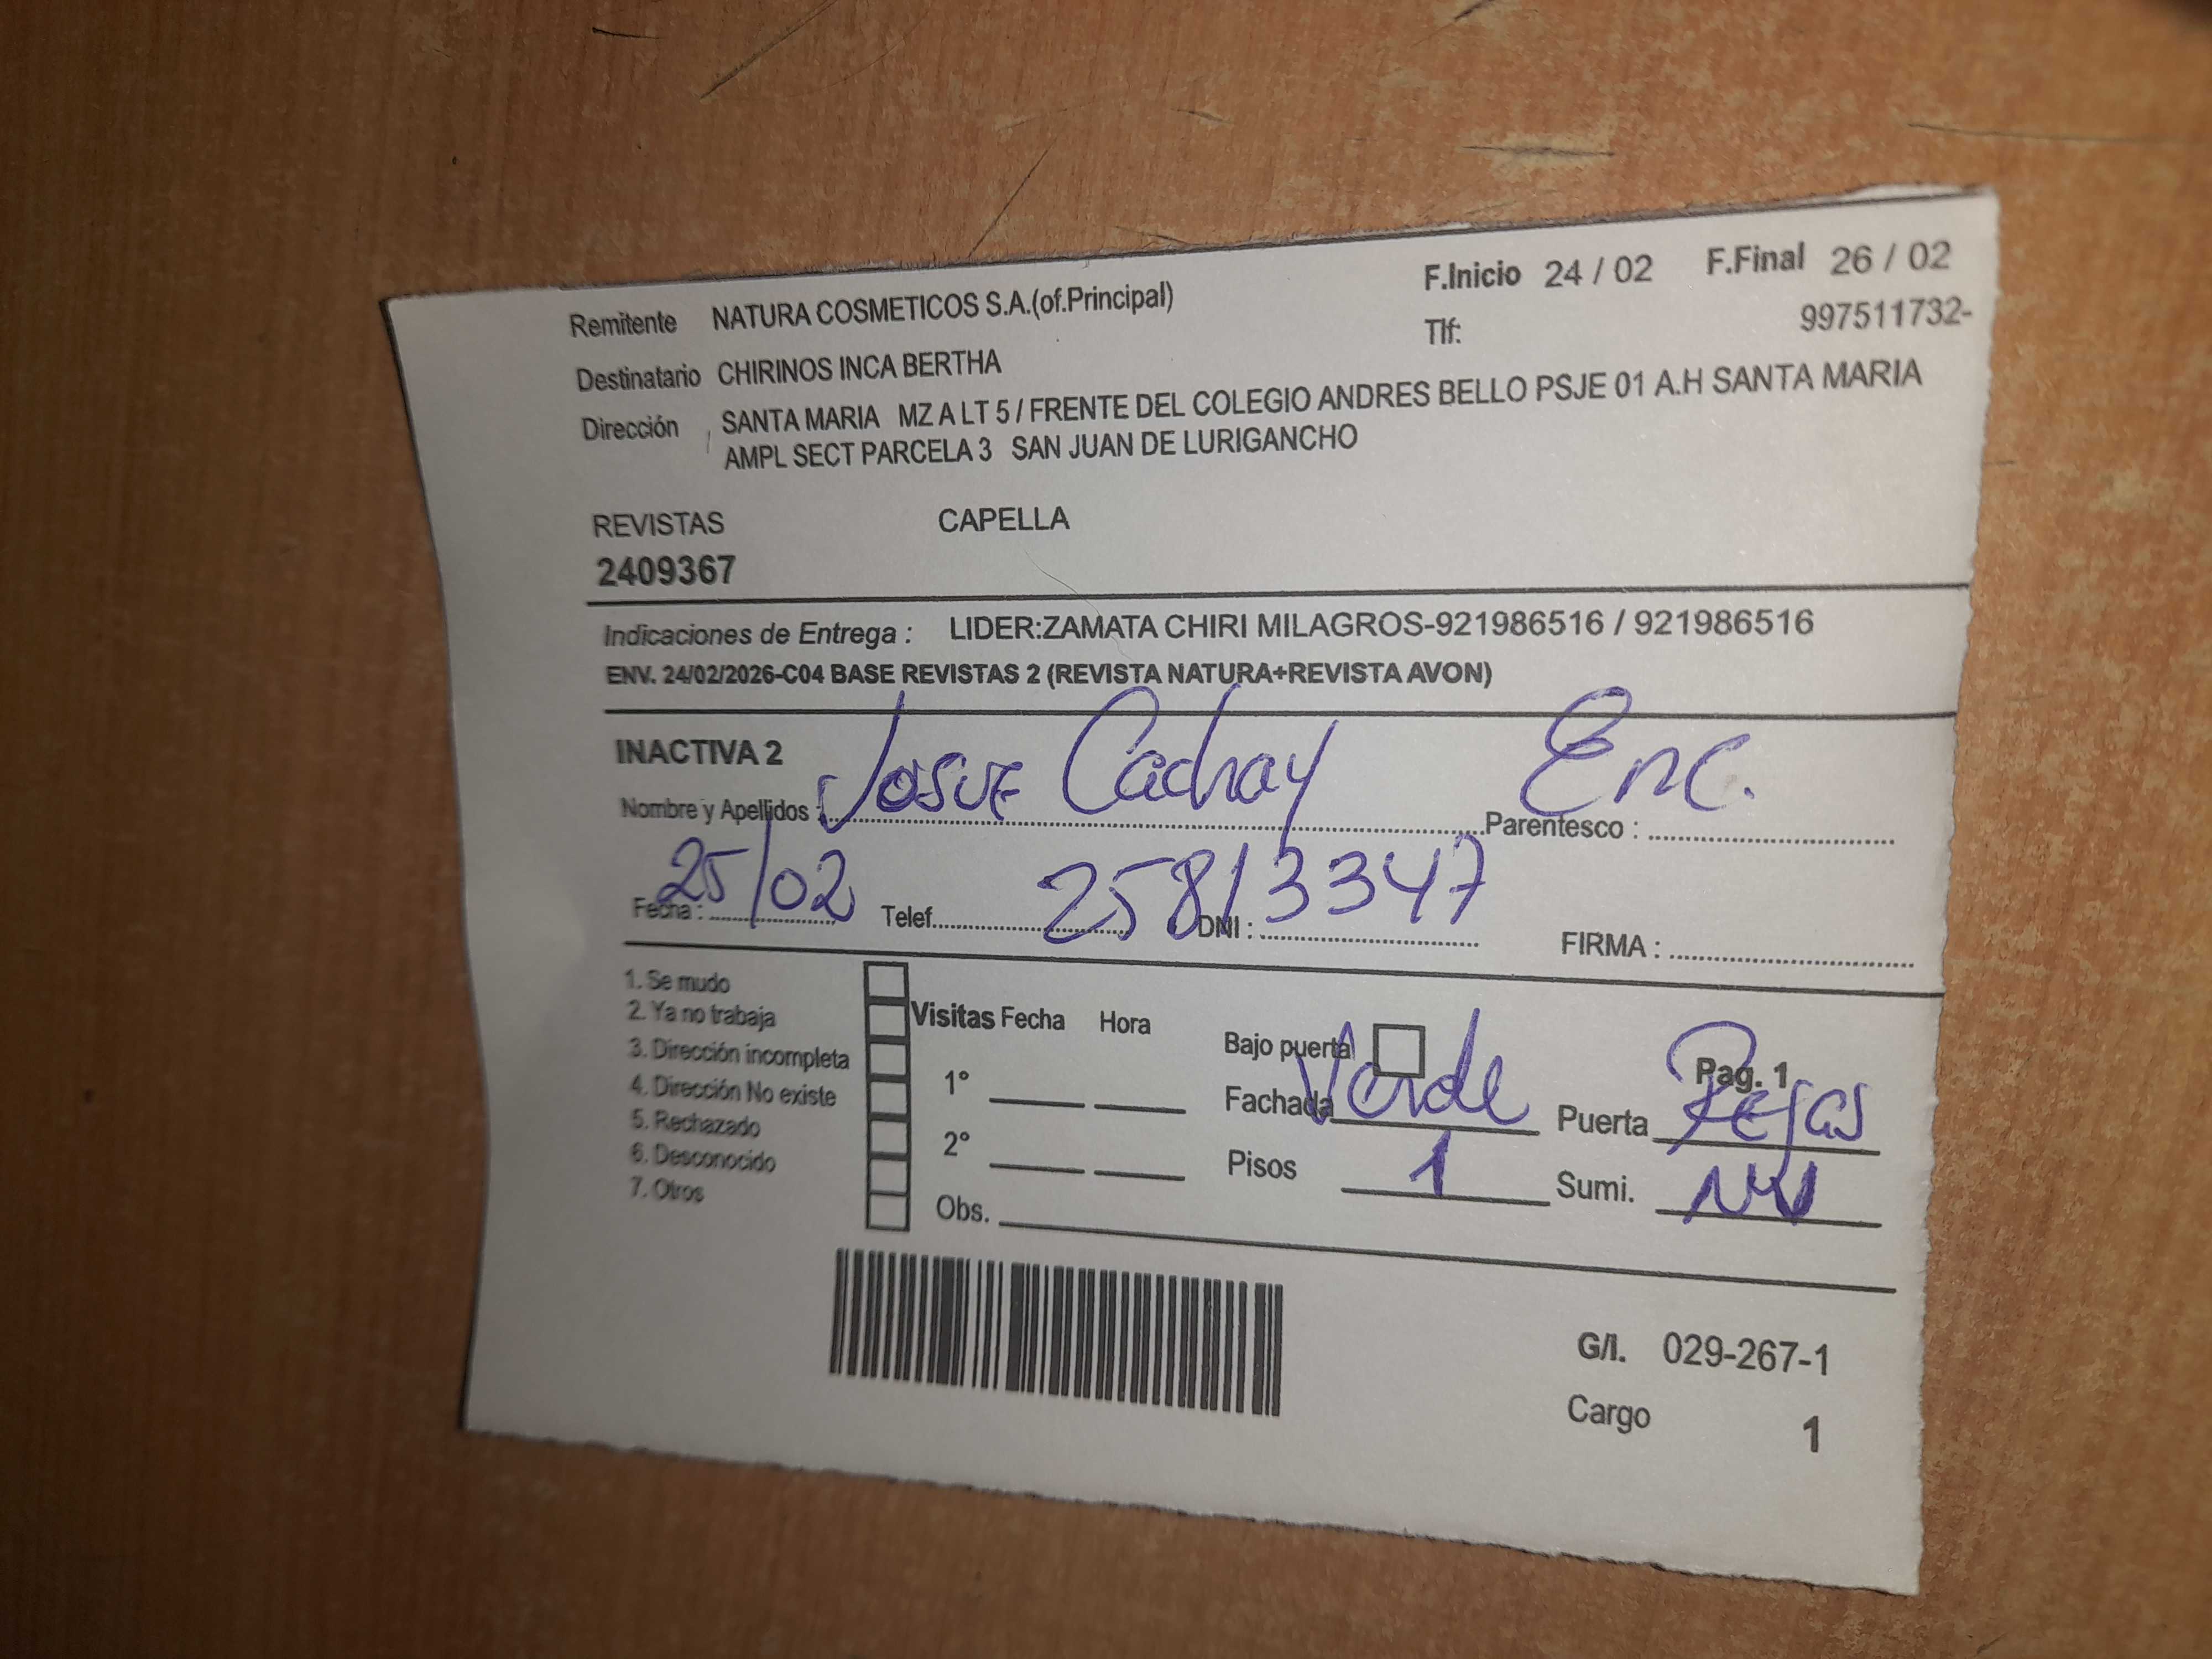 F.Inicio 24 / 02 F.Final 26 / 02
Remitente NATURA COSMETICOS S.A.(of.Principal) Tlf: 997511732-
Destinatario CHIRINOS INCA BERTHA
Dirección SANTA MARIA MZ A LT 5 / FRENTE DEL COLEGIO ANDRES BELLO PSJE 01 A.H SANTA MARIA
AMPL SECT PARCELA 3 SAN JUAN DE LURIGANCHO
REVISTAS CAPELLA
2409367
Indicaciones de Entrega : LIDER:ZAMATA CHIRI MILAGROS-921986516 / 921986516
ENV. 24/02/2026-C04 BASE REVISTAS 2 (REVISTA NATURA+REVISTA AVON)
INACTIVA 2
Nombre y Apellidos : Josue Cachay Parentesco : Enc.
Fecha : 25/02 Telef. DNI : 25813347 FIRMA :
1. Se mudo
2. Ya no trabaja
3. Dirección incompleta
4. Dirección No existe
5. Rechazado
6. Desconocido
7. Otros
Visitas Fecha Hora
1°
2°
Obs.
Bajo puerta Pag. 1
Fachada Verde Puerta Rejas
Pisos 1 Sumi.
G/I. 029-267-1
Cargo 1